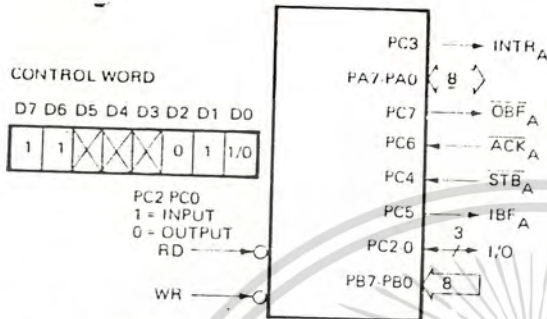 CONTROL WORD
D7 D6 D5 D4 D3 D2 D1 D0
1 1 0 1 1/0
PC2 PC0
1 = INPUT
0 = OUTPUT
RD
WR
PC3 INTRA
PA7-PA0 8
PC7 OBFA
PC6 ACKA
PC4 STBA
PC5 IBFA
PC2 0 3 I/O
PB7-PB0 8